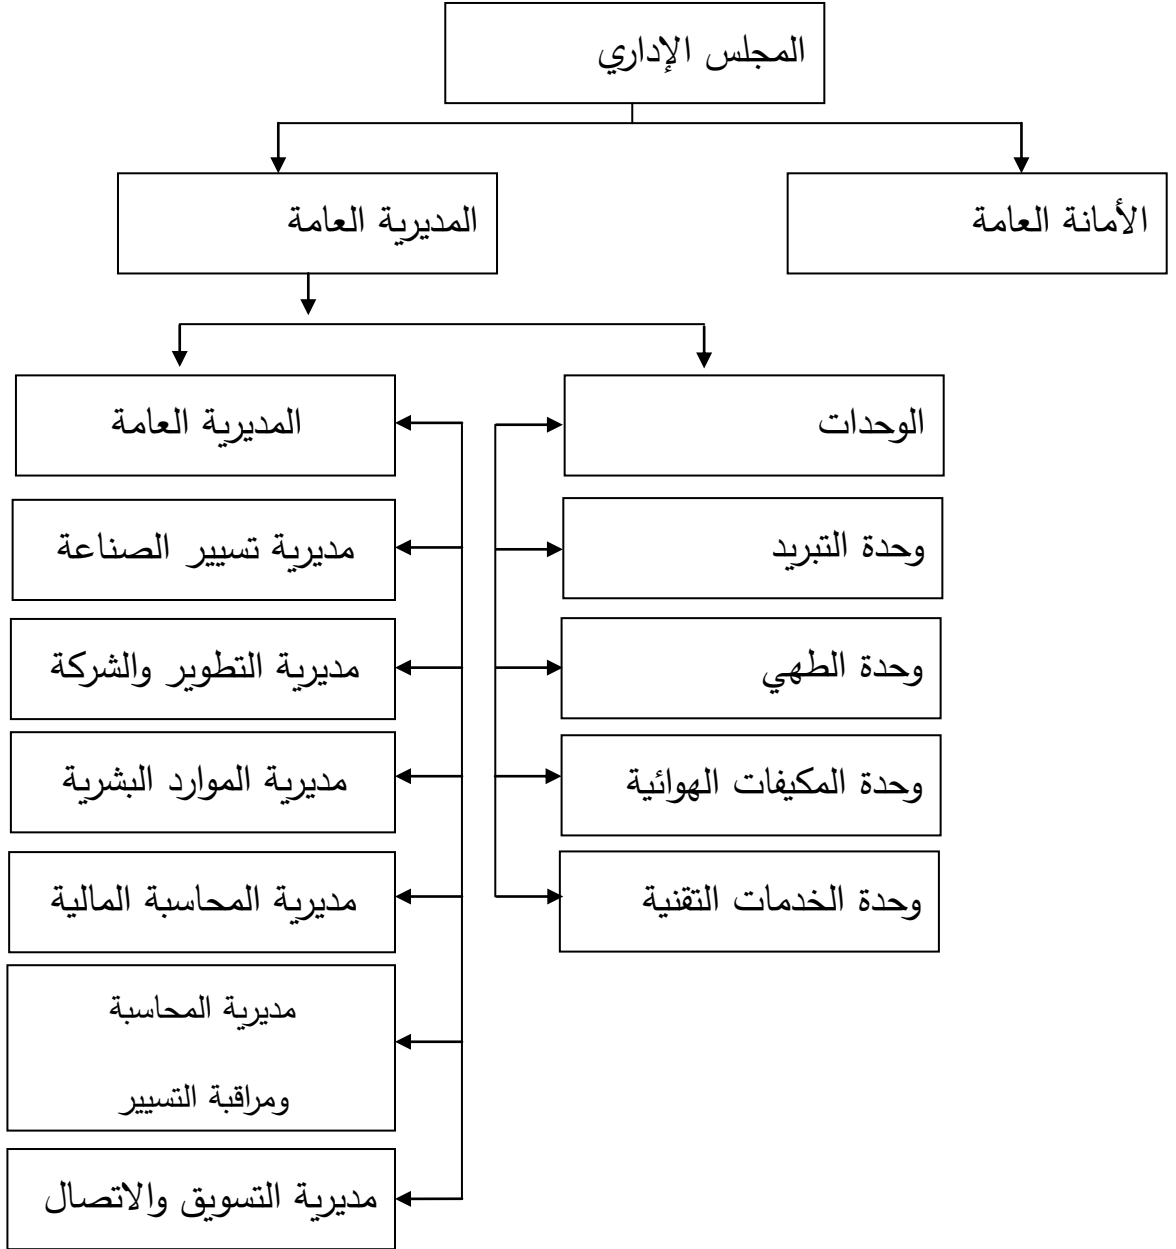 المجلس الإداري
الأمانة العامة
المديرية العامة
الوحدات
المديرية العامة
وحدة التبريد
مديرية تسيير الصناعة
وحدة الطهي
مديرية التطوير والشركة
وحدة المكيفات الهوائية
مديرية الموارد البشرية
وحدة الخدمات التقنية
مديرية المحاسبة المالية
مديرية المحاسبة
ومراقبة التسيير
مديرية التسويق والاتصال